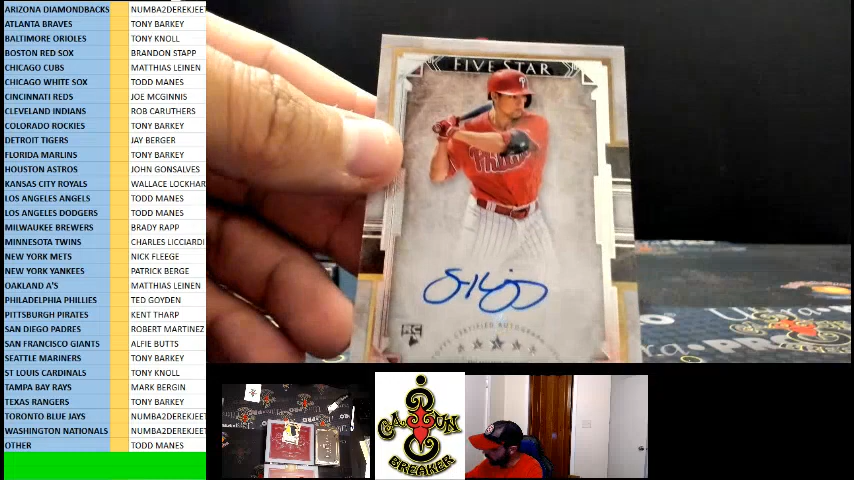 ARIZONA DIAMONDBACKS NUMBA2DEREKJEET
ATLANTA BRAVES TONY BARKEY
BALTIMORE ORIOLES TONY KNOLL
BOSTON RED SOX BRANDON STAPP
CHICAGO CUBS MATTHIAS LEINEN
CHICAGO WHITE SOX TODD MANES
CINCINNATI REDS JOE MCGINNIS
CLEVELAND INDIANS ROB CARUTHERS
COLORADO ROCKIES TONY BARKEY
DETROIT TIGERS JAY BERGER
FLORIDA MARLINS TONY BARKEY
HOUSTON ASTROS JOHN GONSALVES
KANSAS CITY ROYALS WALLACE LOCKHAR
LOS ANGELES ANGELS TODD MANES
LOS ANGELES DODGERS TODD MANES
MILWAUKEE BREWERS BRADY RAPP
MINNESOTA TWINS CHARLES LICCIARDI
NEW YORK METS NICK FLEEGE
NEW YORK YANKEES PATRICK BERGE
OAKLAND A'S MATTHIAS LEINEN
PHILADELPHIA PHILLIES TED GOYDEN
PITTSBURGH PIRATES KENT THARP
SAN DIEGO PADRES ROBERT MARTINEZ
SAN FRANCISCO GIANTS ALFIE BUTTS
SEATTLE MARINERS TONY BARKEY
ST LOUIS CARDINALS TONY KNOLL
TAMPA BAY RAYS MARK BERGIN
TEXAS RANGERS TONY BARKEY
TORONTO BLUE JAYS NUMBA2DEREKJEET
WASHINGTON NATIONALS NUMBA2DEREKJEET
OTHER TODD MANES
FIVE STAR
Phillies
RC
TOPPS CERTIFIED AUTOGRAPH
CAJUN
BREAKER